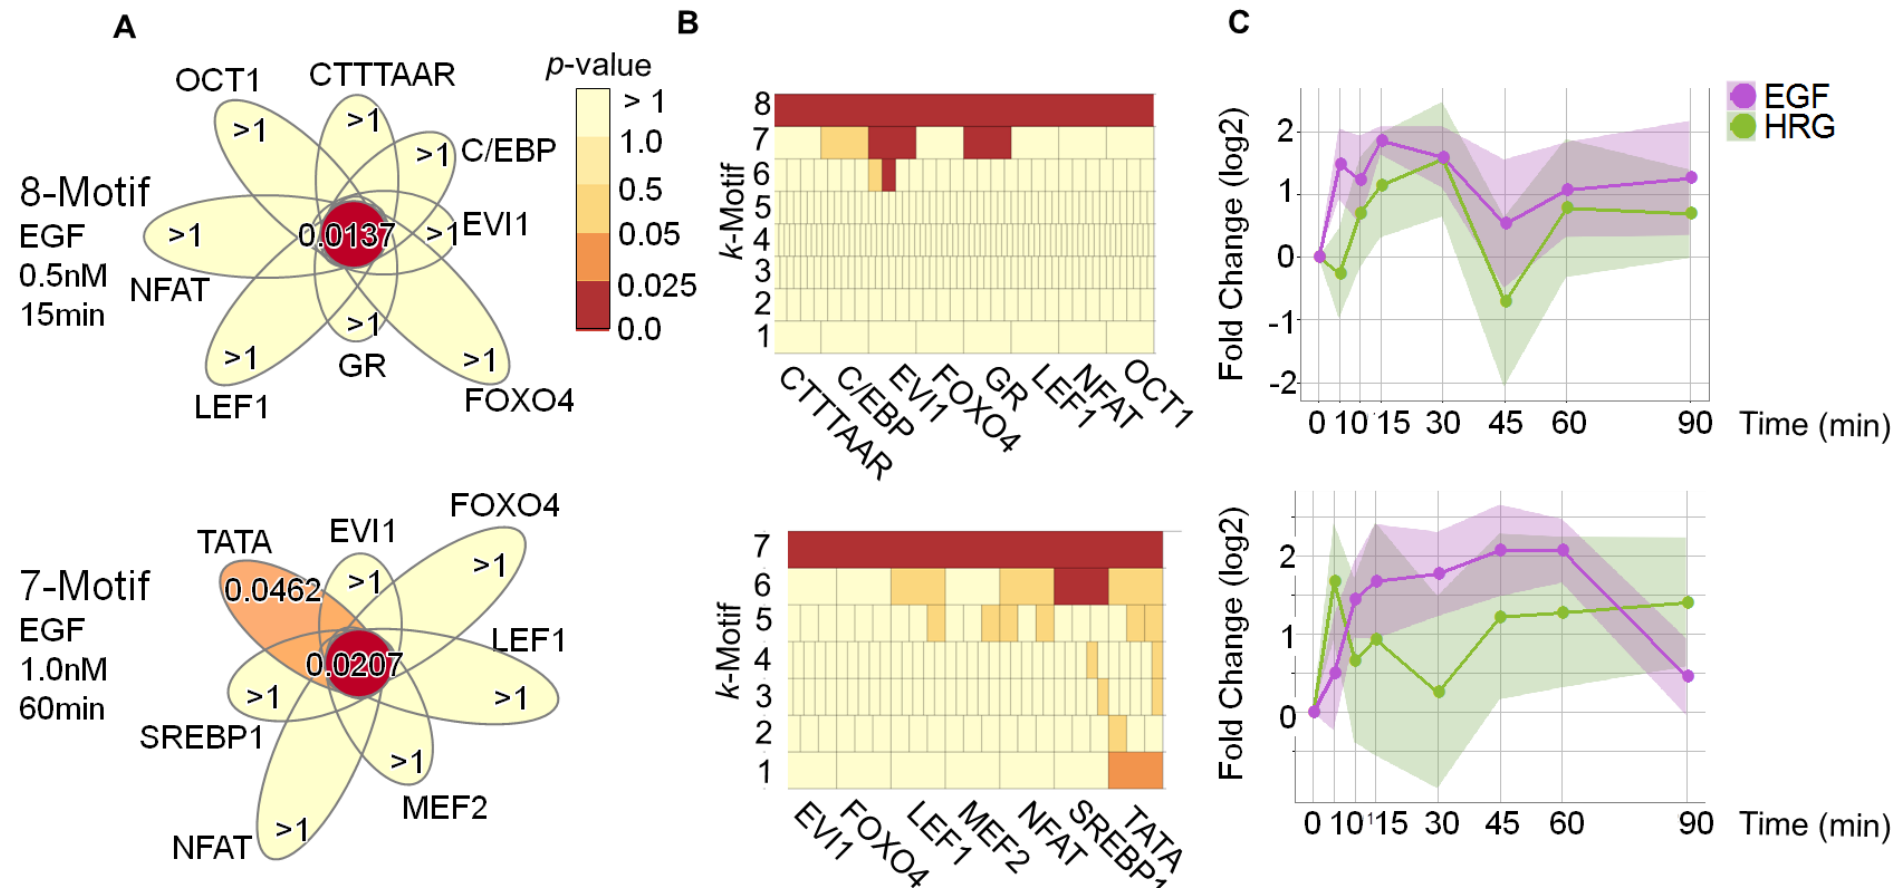 A
OCT1
CTTTAAR
C/EBP
EVI1
FOXO4
GR
LEF1
NFAT
>1
>1
>1
>1
>1
>1
>1
>1
0.0137
8-Motif
EGF
0.5nM
15min
p-value
> 1
1.0
0.5
0.05
0.025
0.0
B
k-Motif
8
7
6
5
4
3
2
1
CTTTAAR
C/EBP
EVI1
FOXO4
GR
LEF1
NFAT
OCT1
C
Fold Change (log2)
2
1
0
-1
-2
0 10 15 30 45 60 90 Time (min)
EGF
HRG
7-Motif
EGF
1.0nM
60min
TATA
EVI1
FOXO4
LEF1
MEF2
NFAT
SREBP1
0.0462
>1
>1
>1
>1
>1
>1
0.0207
k-Motif
7
6
5
4
3
2
1
EVI1
FOXO4
LEF1
MEF2
NFAT
SREBP1
TATA
Fold Change (log2)
2
1
0
0 10 15 30 45 60 90 Time (min)